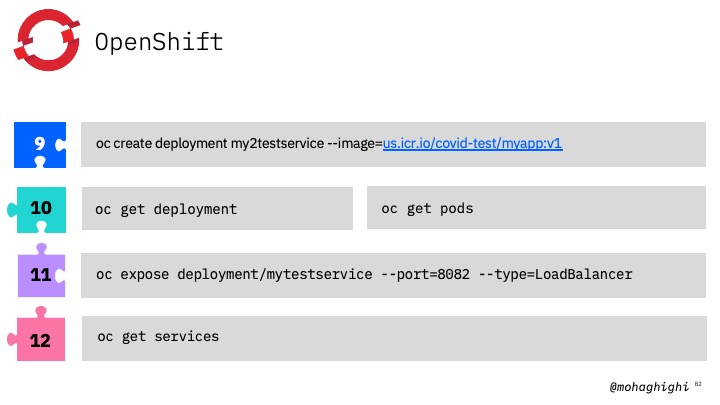 OpenShift
9
oc create deployment my2testservice --image=us.icr.io/covid-test/myapp:v1
10
oc get deployment
oc get pods
11
oc expose deployment/mytestservice --port=8082 --type=LoadBalancer
12
oc get services
@mohaghighi 82